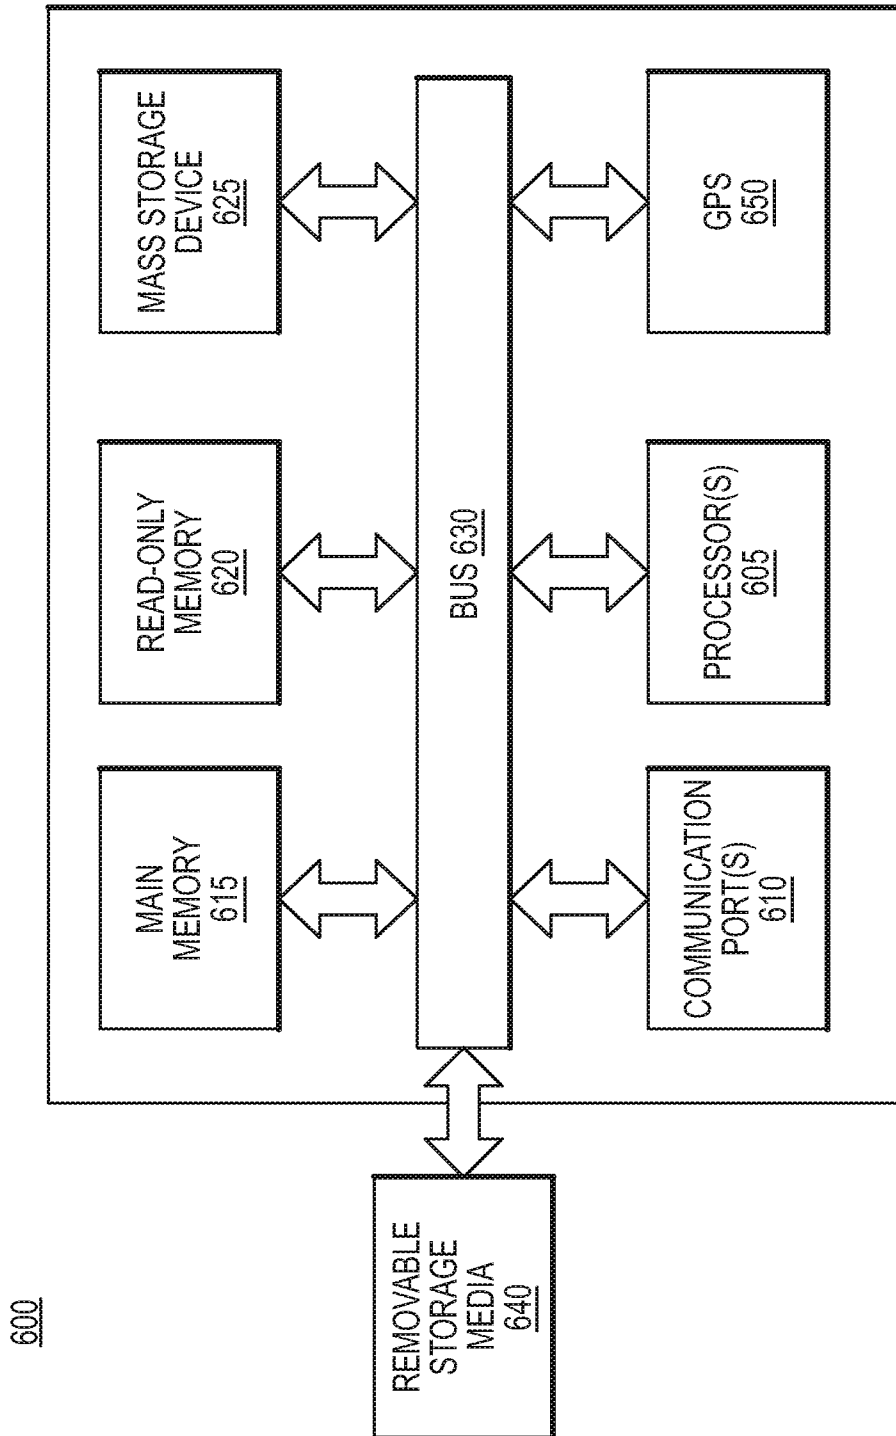 600
REMOVABLE
STORAGE
MEDIA
640
MAIN
MEMORY
615
READ-ONLY
MEMORY
620
MASS STORAGE
DEVICE
625
BUS 630
COMMUNICATION
PORT(S)
610
PROCESSOR(S)
605
GPS
650